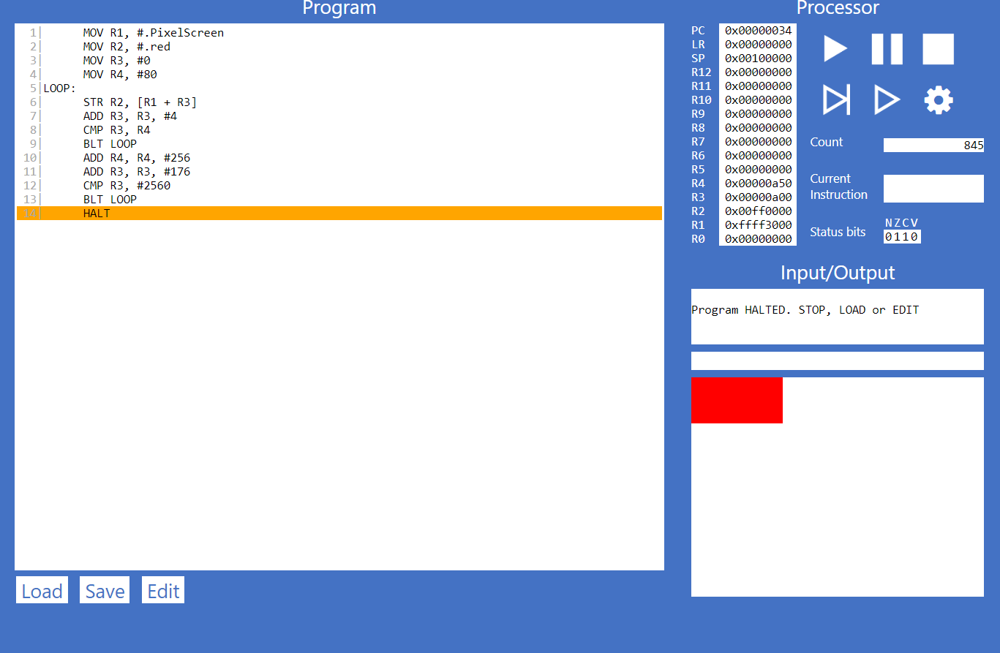 Program
1|      MOV R1, #.PixelScreen
2|      MOV R2, #.red
3|      MOV R3, #0
4|      MOV R4, #80
5|LOOP:
6|      STR R2, [R1 + R3]
7|      ADD R3, R3, #4
8|      CMP R3, R4
9|      BLT LOOP
10|      ADD R4, R4, #256
11|      ADD R3, R3, #176
12|      CMP R3, #2560
13|      BLT LOOP
14|      HALT
Load Save Edit
Processor
PC 0x00000034
LR 0x00000000
SP 0x00100000
R12 0x00000000
R11 0x00000000
R10 0x00000000
R9 0x00000000
R8 0x00000000
R7 0x00000000
R6 0x00000000
R5 0x00000000
R4 0x00000a50
R3 0x00000a00
R2 0x00ff0000
R1 0xffff3000
R0 0x00000000
Count 845
Current
Instruction
NZCV
Status bits 0110
Input/Output
Program HALTED. STOP, LOAD or EDIT